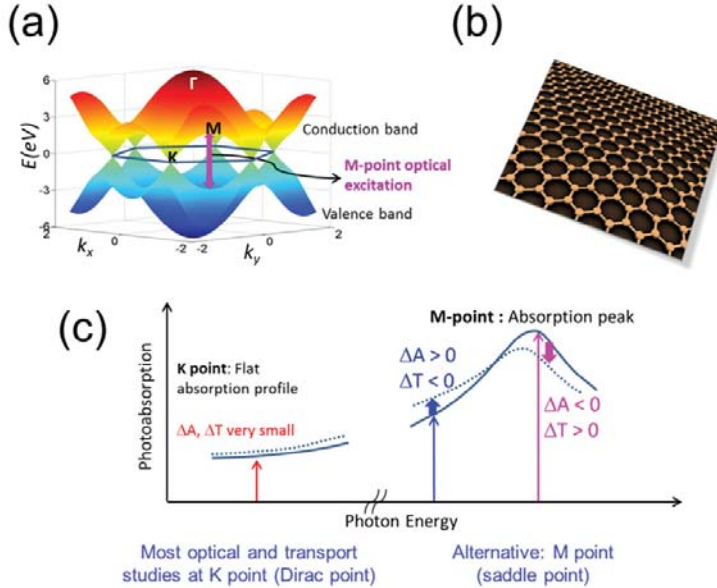 (a)
(b)
6
3
0
-3
-6
E(eV)
Γ
M
K
Conduction band
M-point optical
excitation
Valence band
2
0
-2
-2
0
2
k_x
k_y
(c)
M-point : Absorption peak
K point: Flat
absorption profile
ΔA > 0
ΔT < 0
ΔA, ΔT very small
ΔA < 0
ΔT > 0
Photoabsorption
Photon Energy
Most optical and transport
studies at K point (Dirac point)
Alternative: M point
(saddle point)